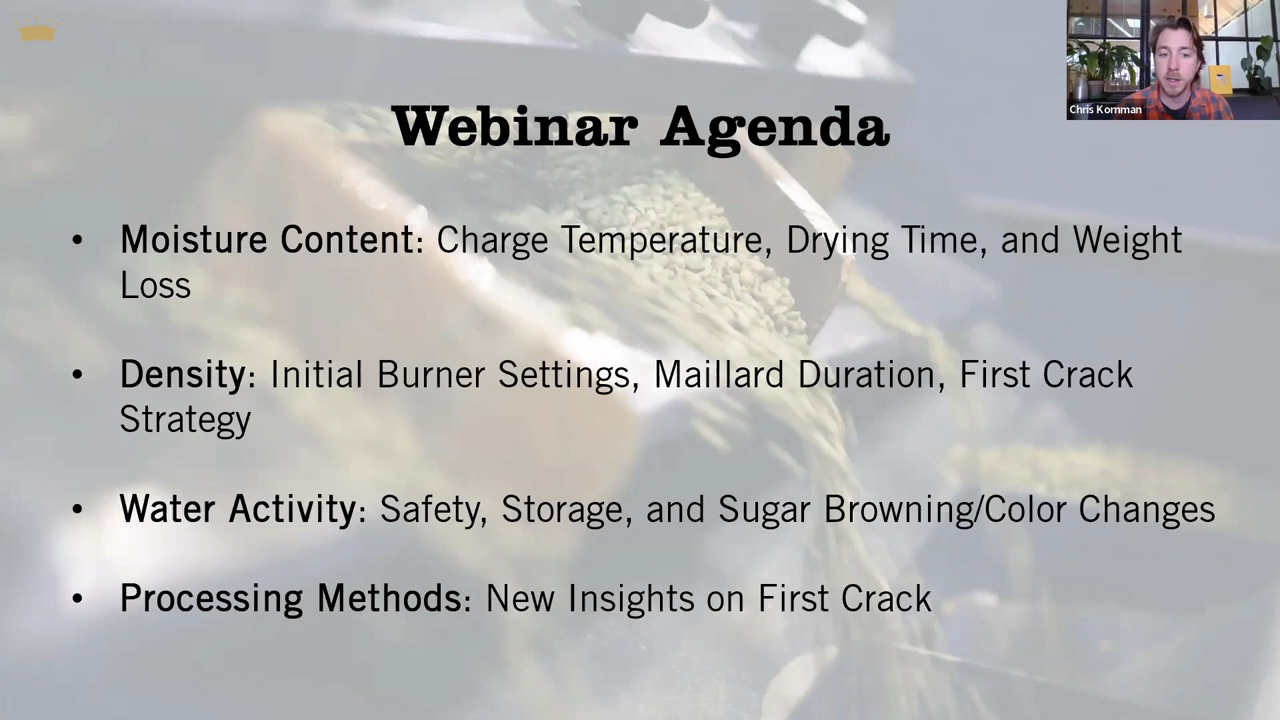 Chris Kornman
Webinar Agenda
• Moisture Content: Charge Temperature, Drying Time, and Weight
Loss
• Density: Initial Burner Settings, Maillard Duration, First Crack
Strategy
• Water Activity: Safety, Storage, and Sugar Browning/Color Changes
• Processing Methods: New Insights on First Crack